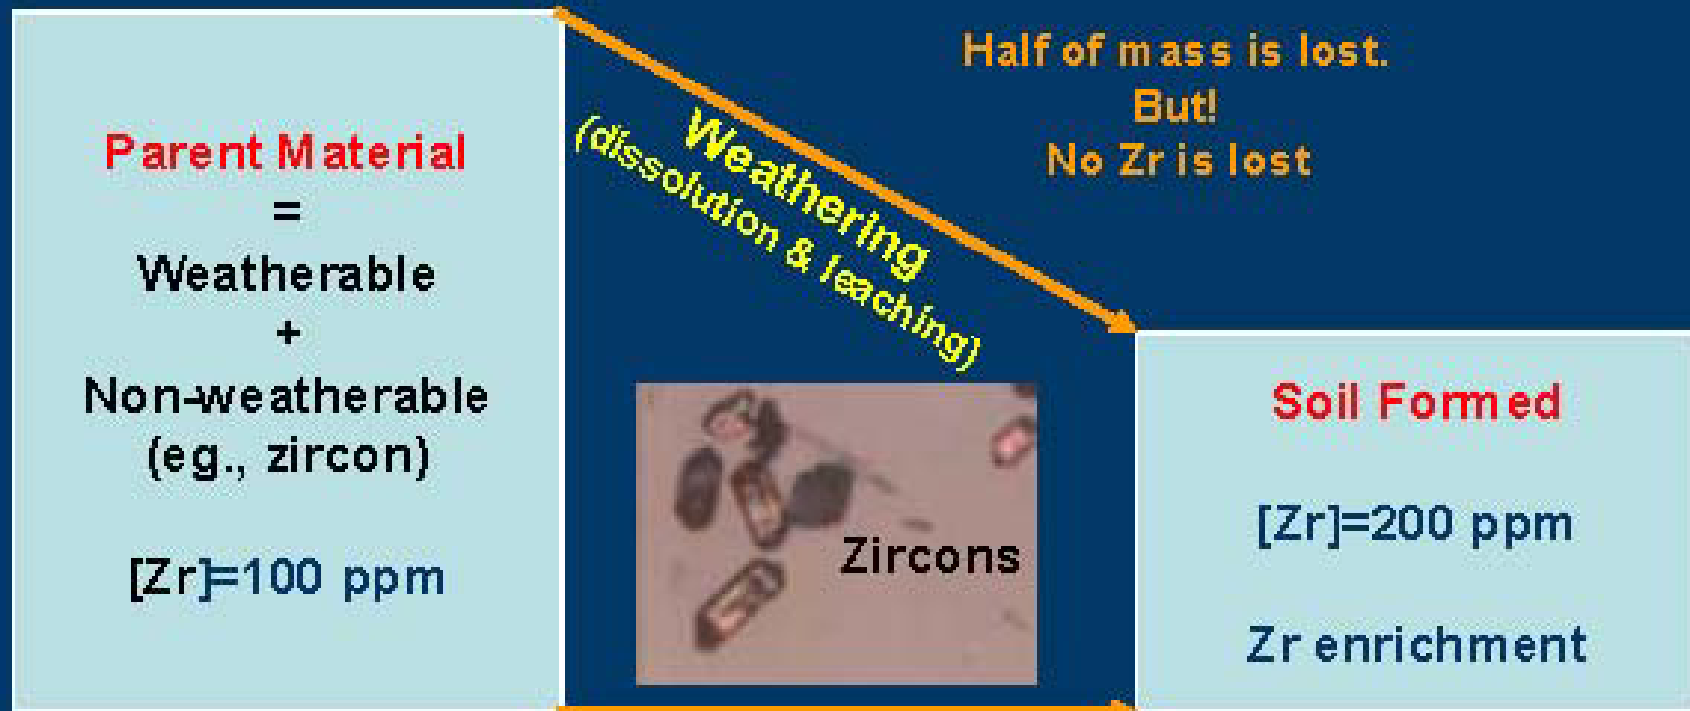 Parent Material
=
Weatherable
+
Non-weatherable
(eg., zircon)
[Zr]=100 ppm
Weathering
(dissolution & leaching)
Half of mass is lost.
But!
No Zr is lost
Zircons
Soil Formed
[Zr]=200 ppm
Zr enrichment